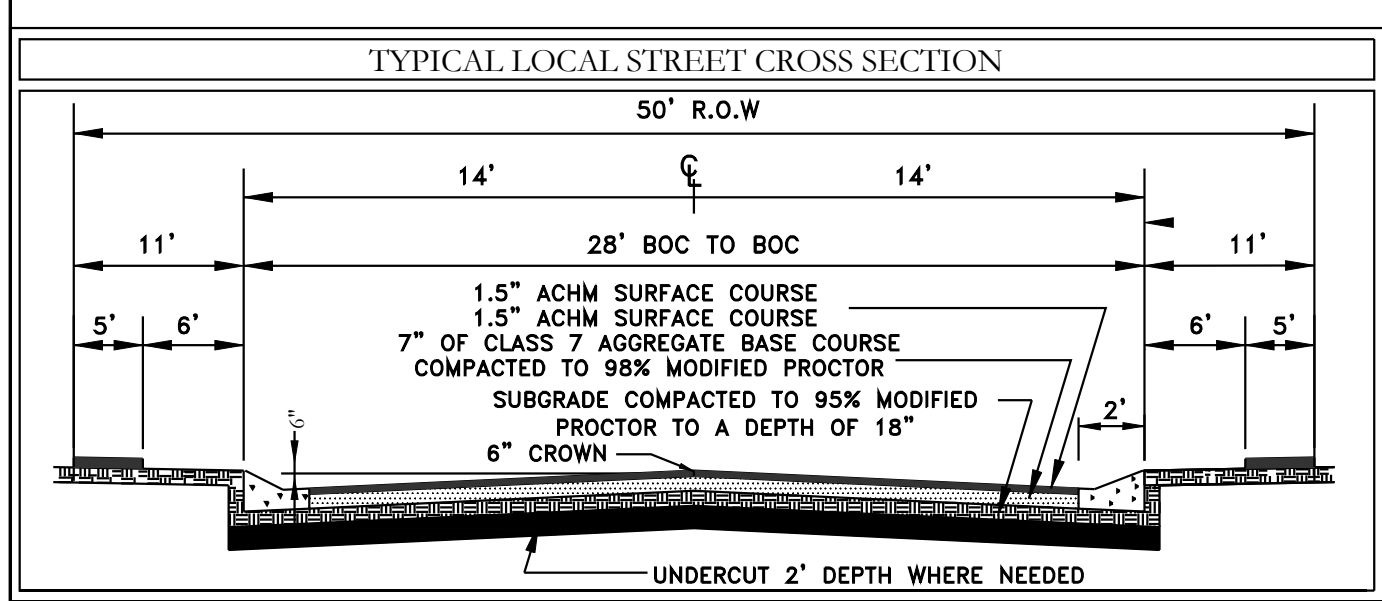 TYPICAL LOCAL STREET CROSS SECTION
50' R.O.W
14' ℄ 14'
11' 28' BOC TO BOC 11'
1.5" ACHM SURFACE COURSE
1.5" ACHM SURFACE COURSE
5' 6' 6' 5'
7" OF CLASS 7 AGGREGATE BASE COURSE
COMPACTED TO 98% MODIFIED PROCTOR
SUBGRADE COMPACTED TO 95% MODIFIED
2'
PROCTOR TO A DEPTH OF 18"
6"
6" CROWN
UNDERCUT 2' DEPTH WHERE NEEDED